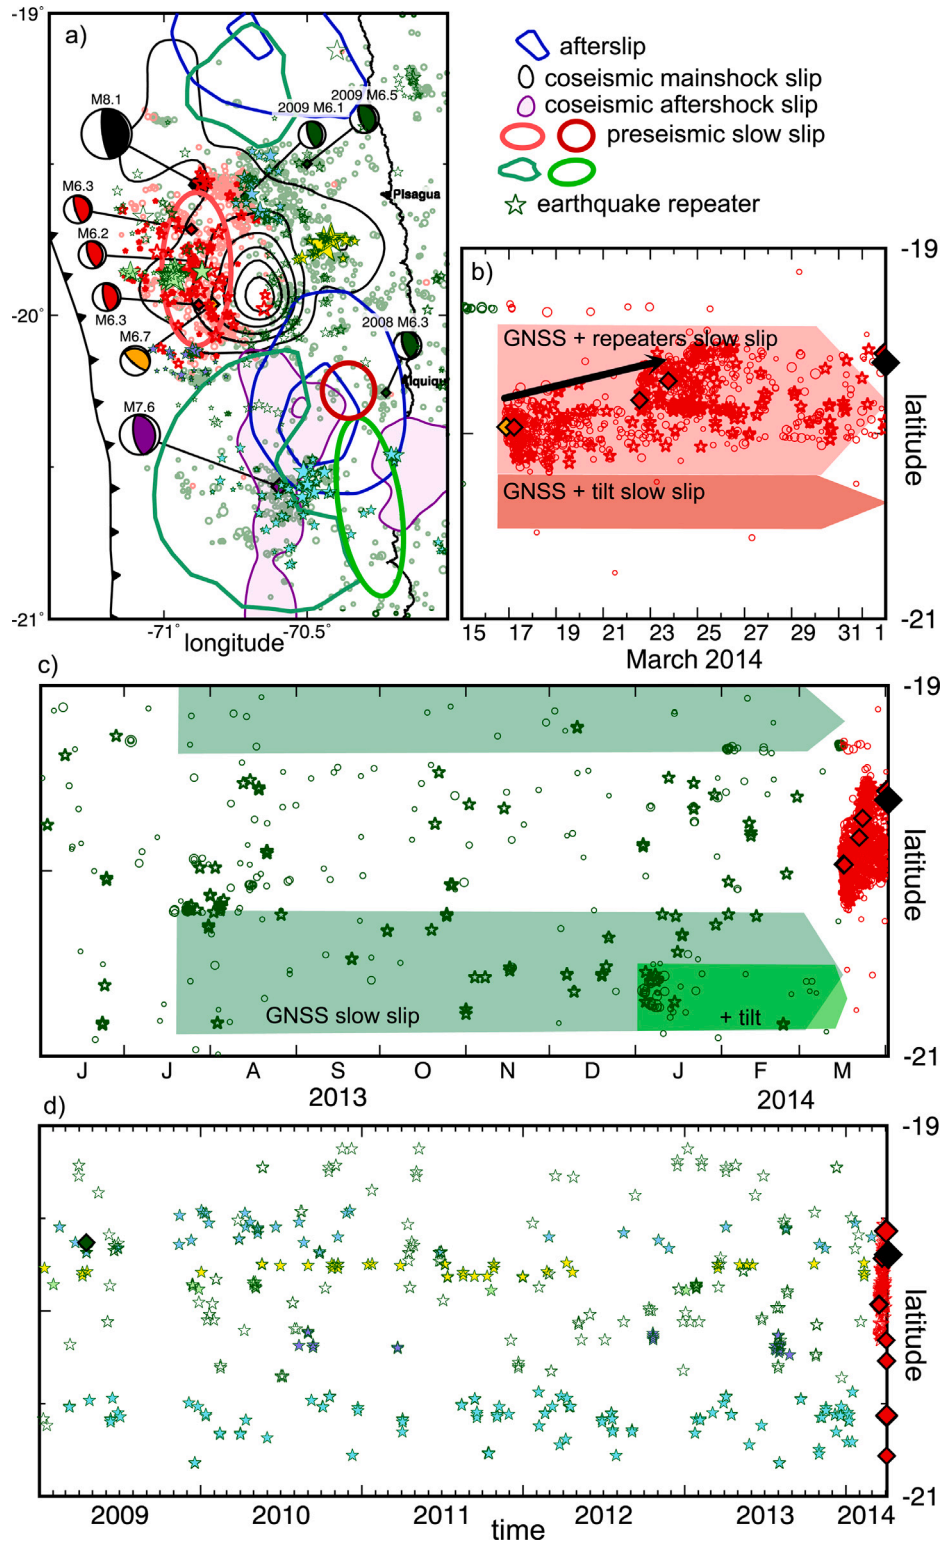 -19°
a)
M8.1
2009 M6.5
2009 M6.1
M6.3
Pisagua
M6.2
-20°
M6.3
2008 M6.3
M6.7
M7.6
-21°
-71°
-70.5°
longitude
afterslip
coseismic mainshock slip
coseismic aftershock slip
preseismic slow slip
earthquake repeater
b)
-19
GNSS + repeaters slow slip
GNSS + tilt slow slip
latitude
-21
15 17 19 21 23 25 27 29 31 1
March 2014
c)
-19
GNSS slow slip
+ tilt
latitude
-21
J J A S O N D J F M
2013 2014
d)
-19
latitude
-21
2009 2010 2011 2012 2013 2014
time